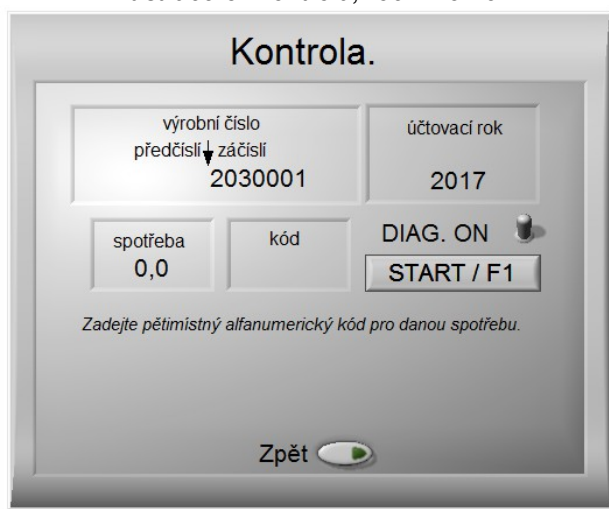 Kontrola.
výrobní číslo
předčíslí záčíslí
2030001
účtovací rok
2017
spotřeba
0,0
kód
DIAG. ON
START / F1
Zadejte pětimístný alfanumerický kód pro danou spotřebu.
Zpět